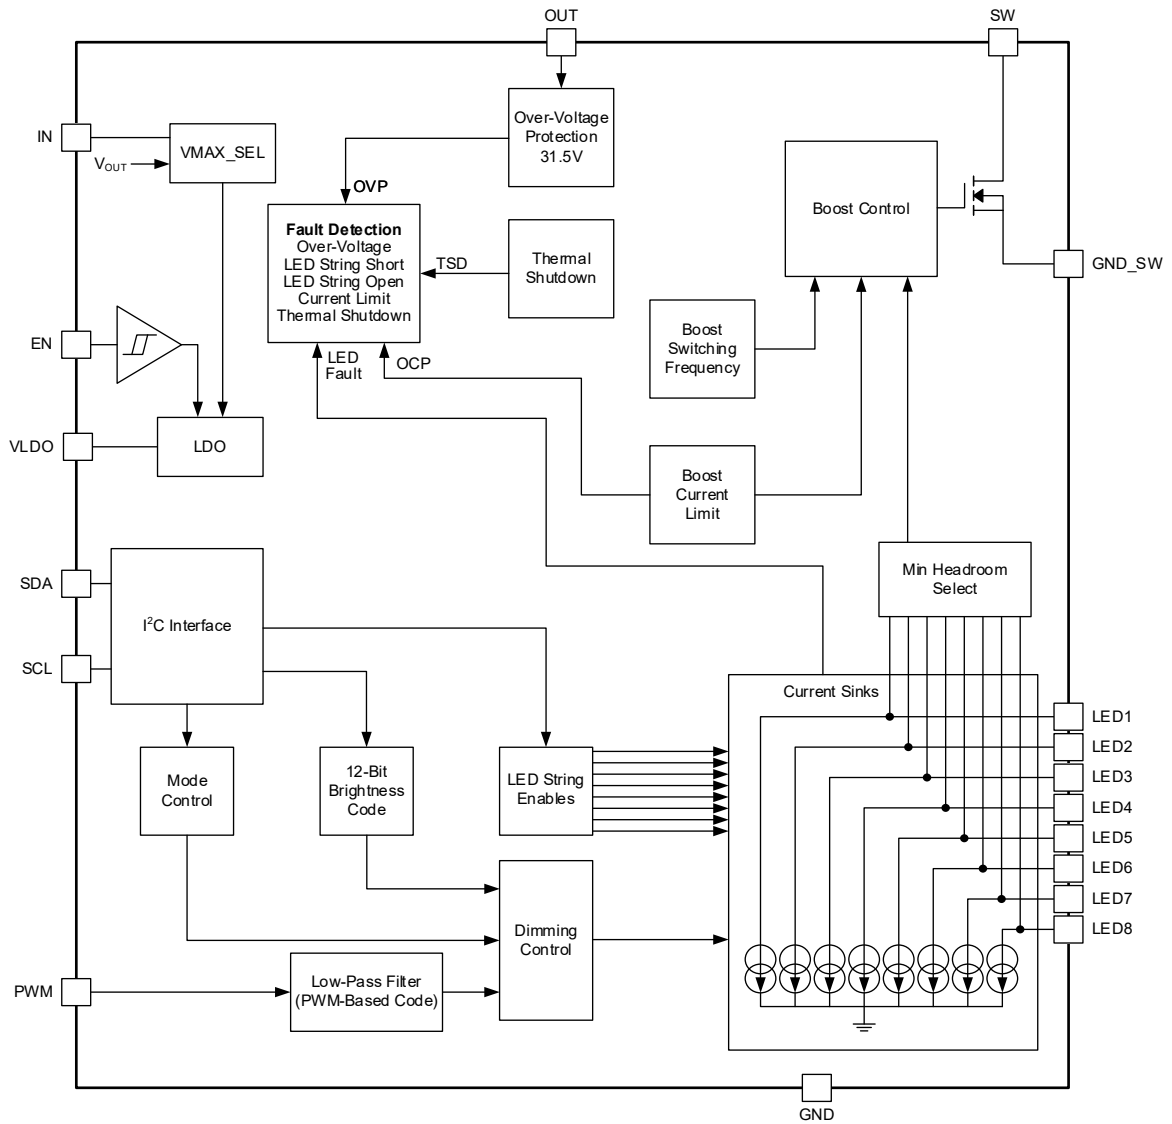 OUT
SW
IN
V_OUT
VMAX_SEL
Over-Voltage
Protection
31.5V
OVP
Boost Control
Fault Detection
Over-Voltage
LED String Short
LED String Open
Current Limit
Thermal Shutdown
TSD
Thermal
Shutdown
GND_SW
EN
LED
Fault
OCP
Boost
Switching
Frequency
VLDO
LDO
Boost
Current
Limit
SDA
I²C Interface
Min Headroom
Select
SCL
Current Sinks
LED1
LED2
LED3
LED4
LED5
LED6
LED7
LED8
Mode
Control
12-Bit
Brightness
Code
LED String
Enables
Dimming
Control
PWM
Low-Pass Filter
(PWM-Based Code)
GND